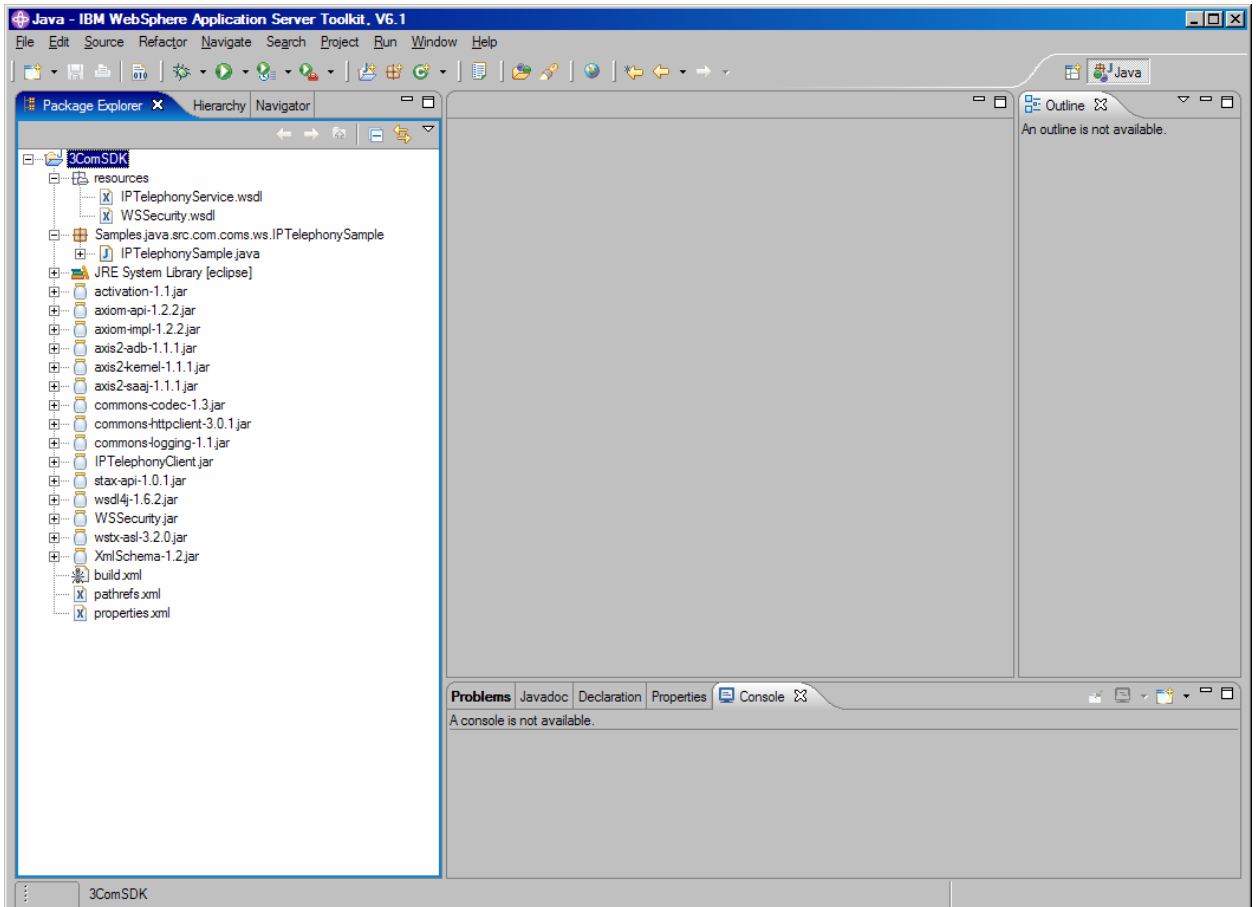 Java - IBM WebSphere Application Server Toolkit, V6.1
File Edit Source Refactor Navigate Search Project Run Window Help
010
Java
Package Explorer Hierarchy Navigator
Outline
An outline is not available.
3ComSDK
resources
IPTelephonyService.wsdl
WSSecurity.wsdl
Samples.java.src.com.coms.ws.IPTelephonySample
IPTelephonySample.java
JRE System Library [eclipse]
activation-1.1.jar
axiom-api-1.2.2.jar
axiom-impl-1.2.2.jar
axis2-adb-1.1.1.jar
axis2-kernel-1.1.1.jar
axis2-saaj-1.1.1.jar
commons-codec-1.3.jar
commons-httpclient-3.0.1.jar
commons-logging-1.1.jar
IPTelephonyClient.jar
stax-api-1.0.1.jar
wsdl4j-1.6.2.jar
WSSecurity.jar
wstx-asl-3.2.0.jar
XmlSchema-1.2.jar
build.xml
pathrefs.xml
properties.xml
Problems Javadoc Declaration Properties Console
A console is not available.
3ComSDK